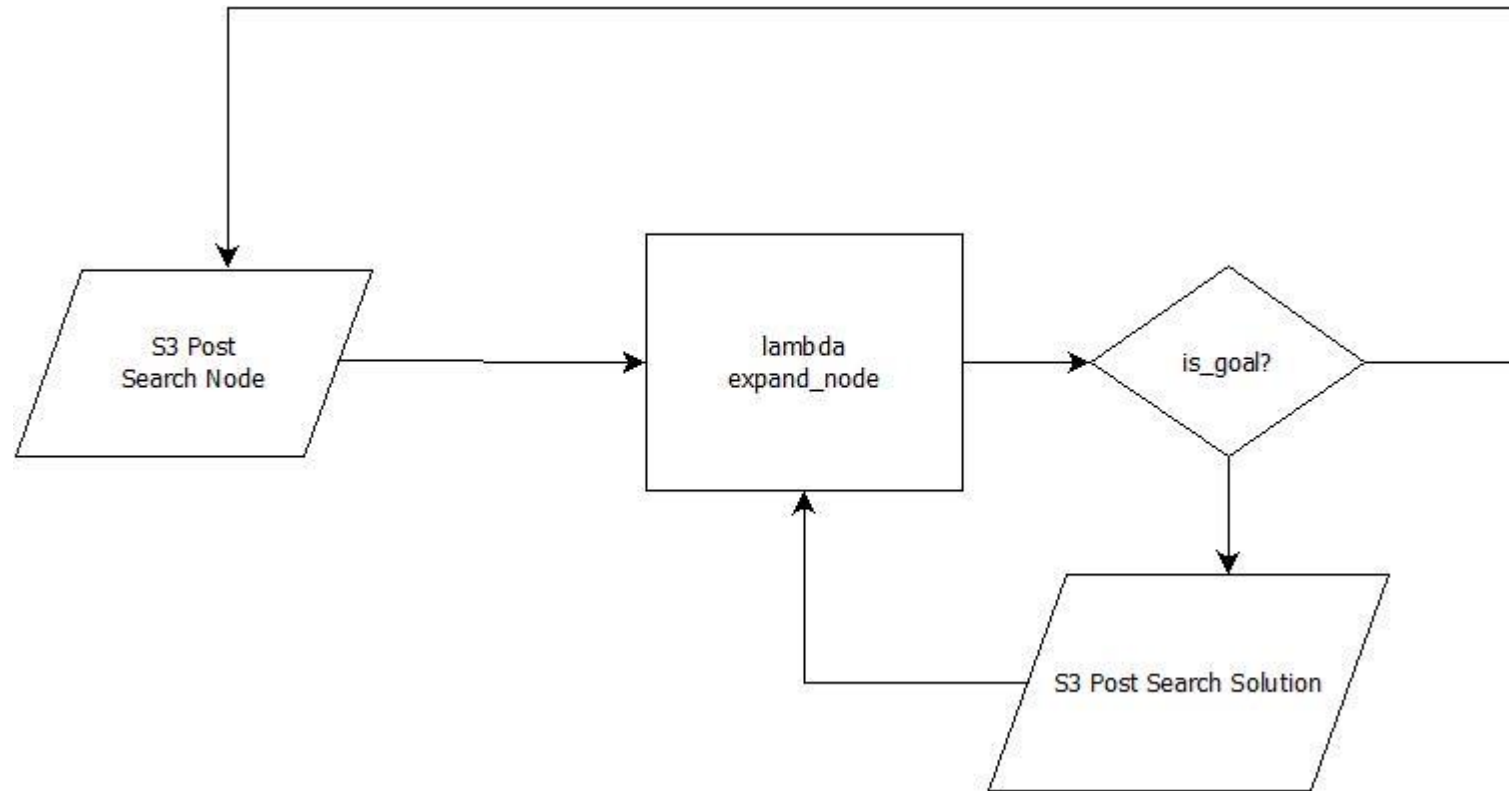 S3 Post
Search Node
lambda
expand_node
is_goal?
S3 Post Search Solution